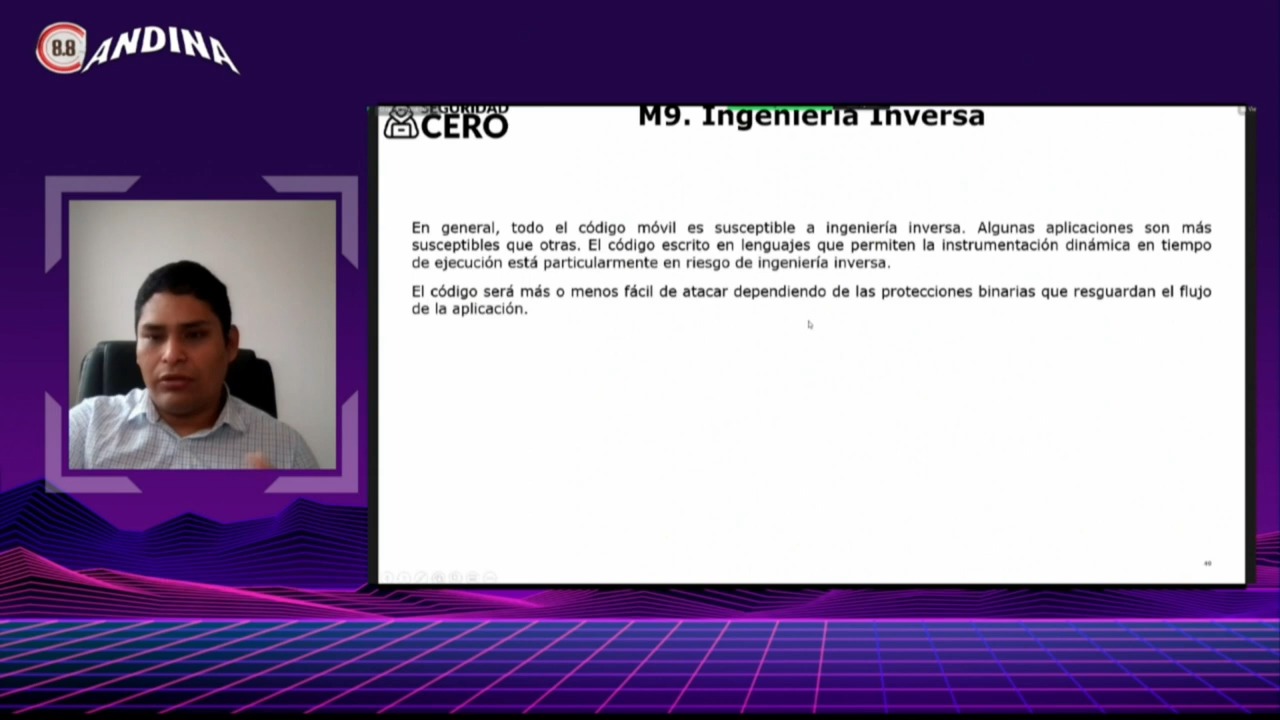 8.8
ANDINA
SEGURIDAD
CERO
M9. Ingeniería Inversa
En general, todo el código móvil es susceptible a ingeniería inversa. Algunas aplicaciones son más
susceptibles que otras. El código escrito en lenguajes que permiten la instrumentación dinámica en tiempo
de ejecución está particularmente en riesgo de ingeniería inversa.
El código será más o menos fácil de atacar dependiendo de las protecciones binarias que resguardan el flujo
de la aplicación.